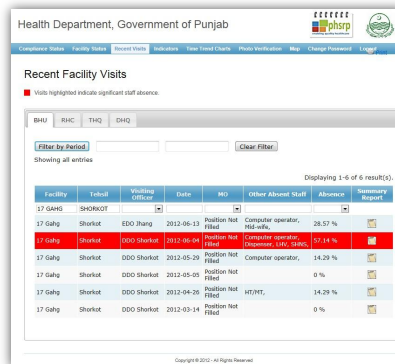 Health Department, Government of Punjab
phsrp
Compliance Status Facility Status Recent Visits Indicators Time Trend Charts Photo Verification Map Change Password Logout
Recent Facility Visits
Visits highlighted indicate significant staff absence.
BHU RHC THQ DHQ
Filter by Period Clear Filter
Showing all entries
Displaying 1-6 of 6 result(s).
Facility Tehsil Visiting Officer Date MO Other Absent Staff Absence Summary Report
17 GAHG SHORKOT
17 Gahg Shorkot EDO Jhang 2012-06-13 Position Not Filled Computer operator, Mid-wife, 28.57 %
17 Gahg Shorkot DDO Shorkot 2012-06-04 Position Not Filled Computer operator, Dispenser, LHV, SHNS, 57.14 %
17 Gahg Shorkot DDO Shorkot 2012-05-29 Position Not Filled Computer operator, 14.29 %
17 Gahg Shorkot DDO Shorkot 2012-05-05 Position Not Filled 0 %
17 Gahg Shorkot DDO Shorkot 2012-04-26 Position Not Filled HT/MT, 14.29 %
17 Gahg Shorkot DDO Shorkot 2012-03-14 Position Not Filled 0 %
Copyright © 2012 - All Rights Reserved